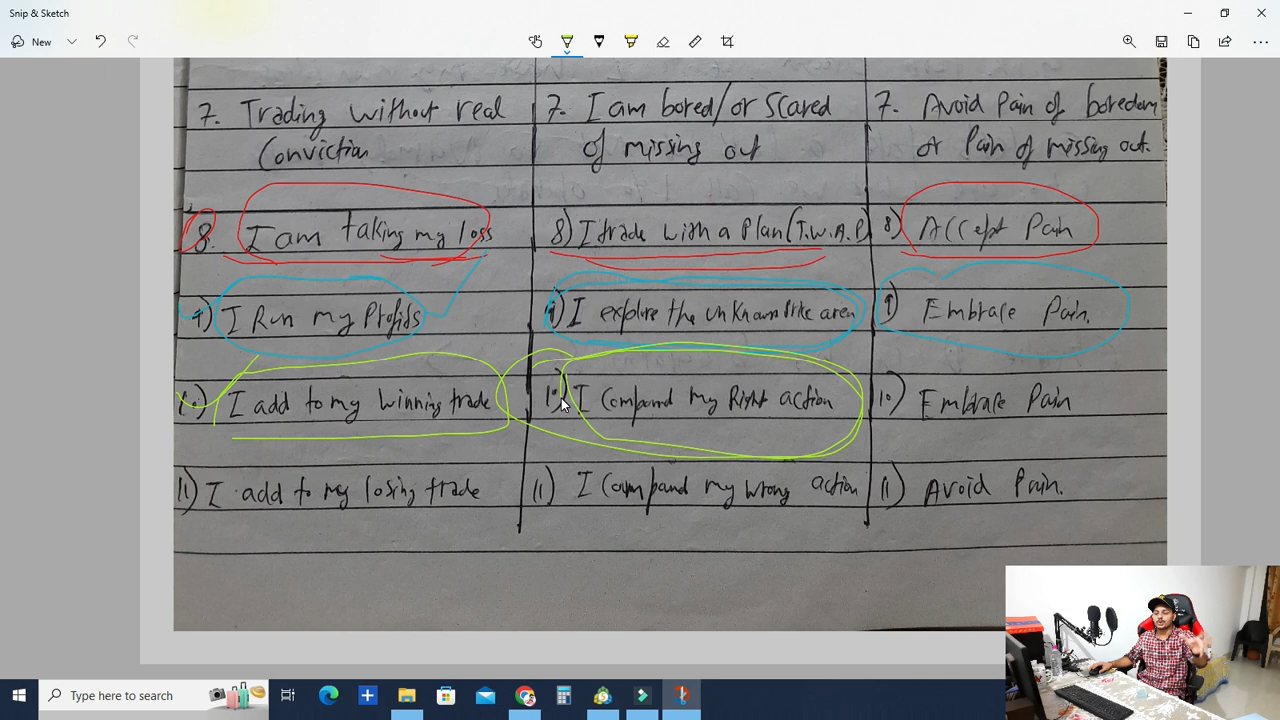 Snip & Sketch
New
7. Trading without real
Conviction
7. I am bored/or Scared
of missing out
7. Avoid Pain of boredom
or Pain of missing out.
8. I am taking my loss
8) I trade with a Plan (T.W.A.P)
8) Accept Pain
9) I Run my Profits
9) I explore the unknown Price area
9) Embrace Pain.
10) I add to my winning trade
10) I Compound my Right action
10) Embrace Pain
11) I add to my losing trade
11) I Compound my wrong action
11) Avoid Pain.
Type here to search